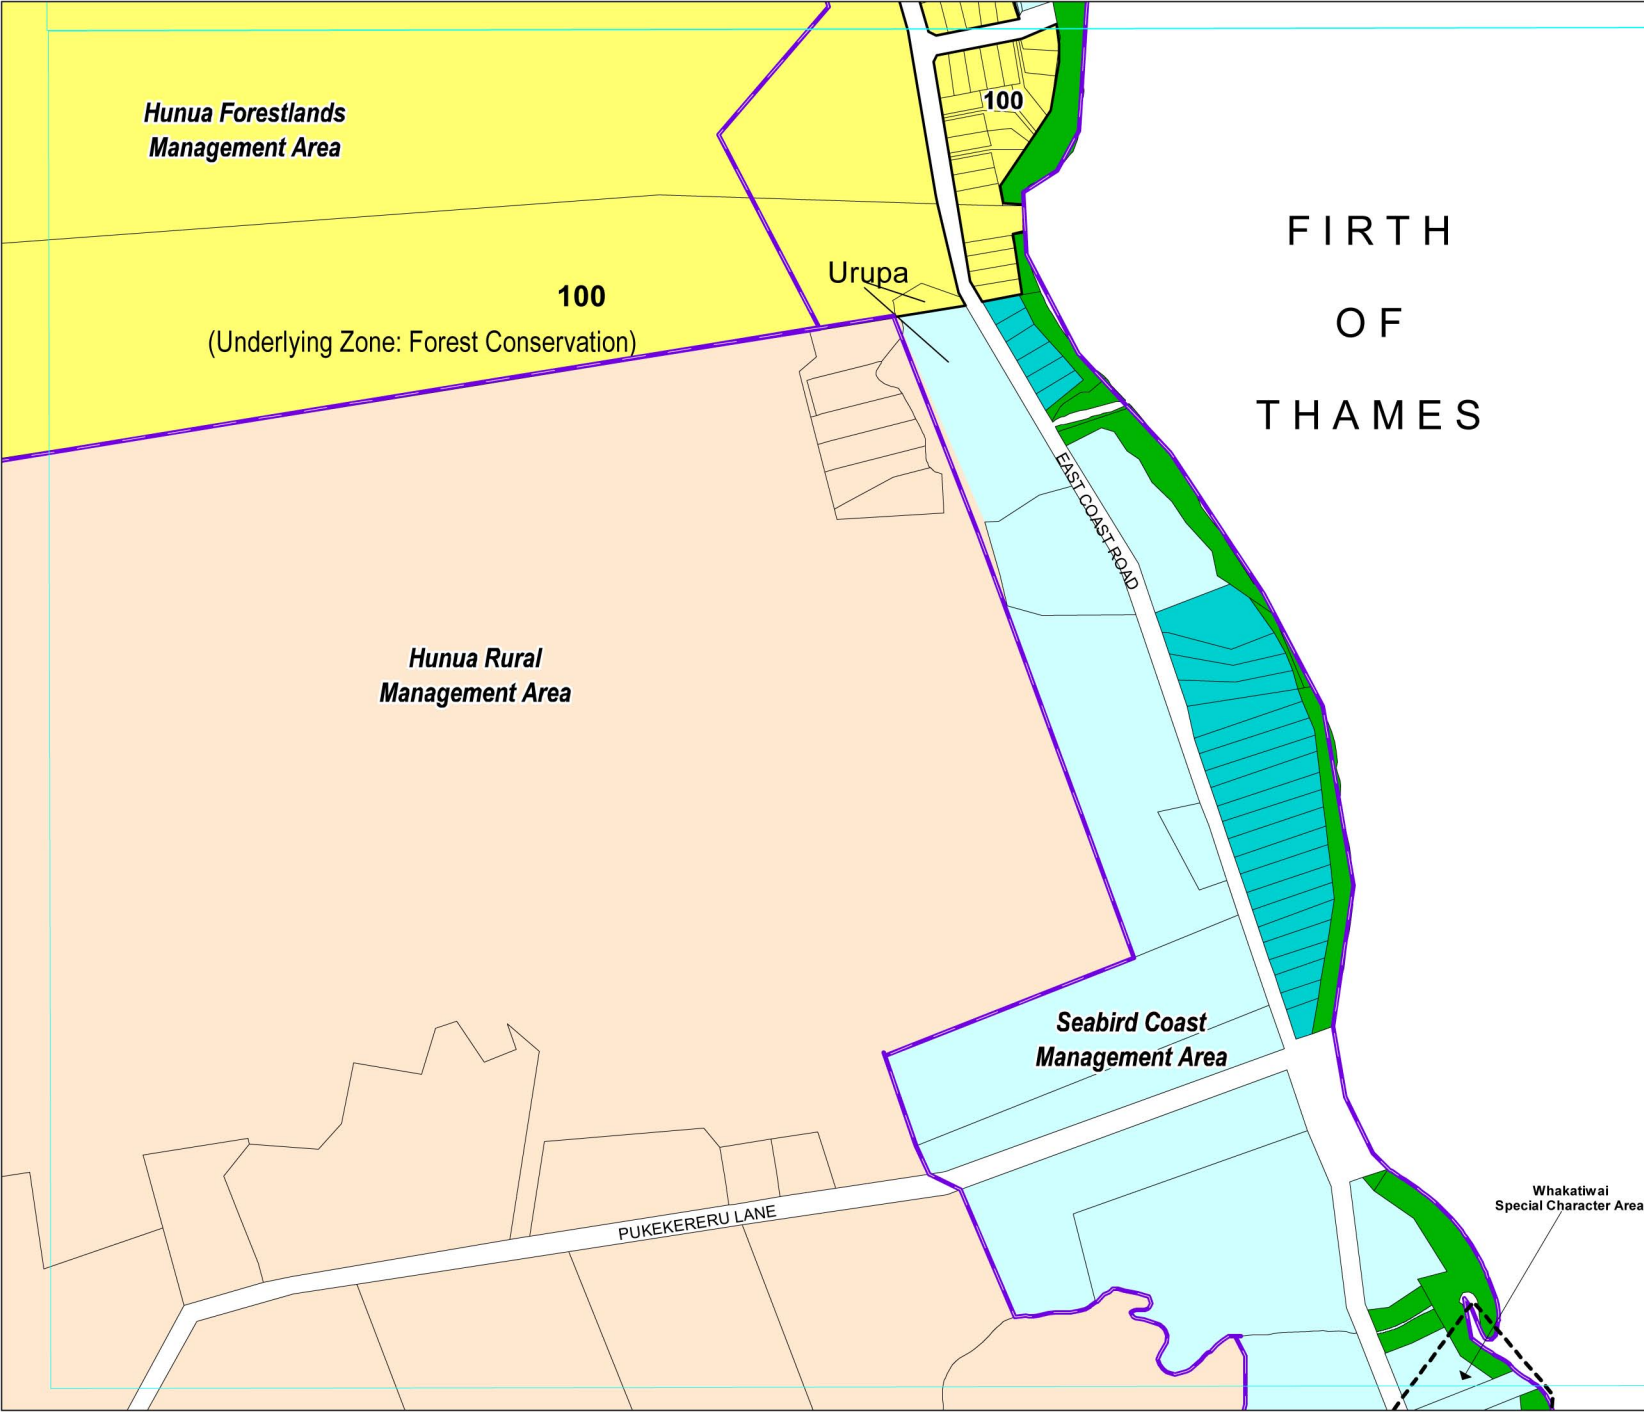 Hunua Forestlands
Management Area
100
FIRTH
OF
THAMES
Urupa
100
(Underlying Zone: Forest Conservation)
EAST COAST ROAD
Hunua Rural
Management Area
Seabird Coast
Management Area
Whakatiwai
Special Character Area
PUKEKERERU LANE